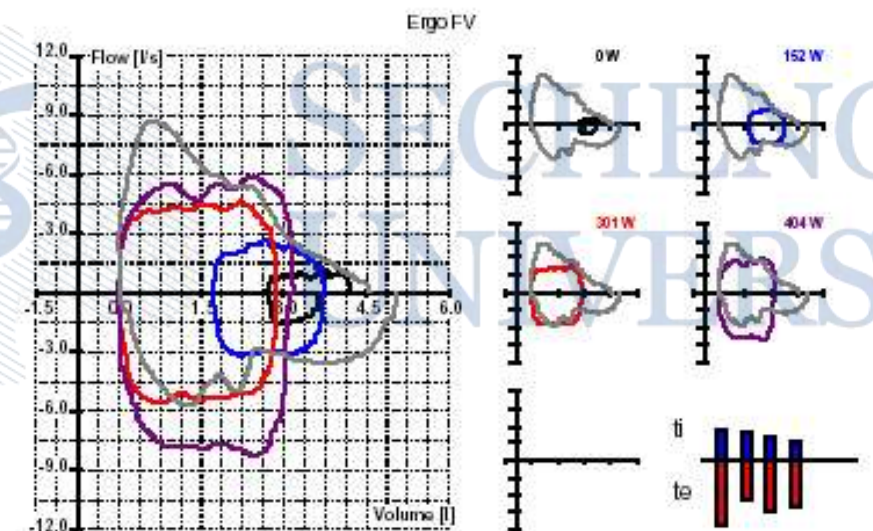 Ergo FV
12.0 Flow [l/s]
9.0
6.0
3.0
-1.5 0.0 1.5 4.5 6.0
-3.0
-6.0
-9.0
-12.0 Volume [l]
0 W
152 W
301 W
404 W
ti
te
SECHENO
UNIVERS